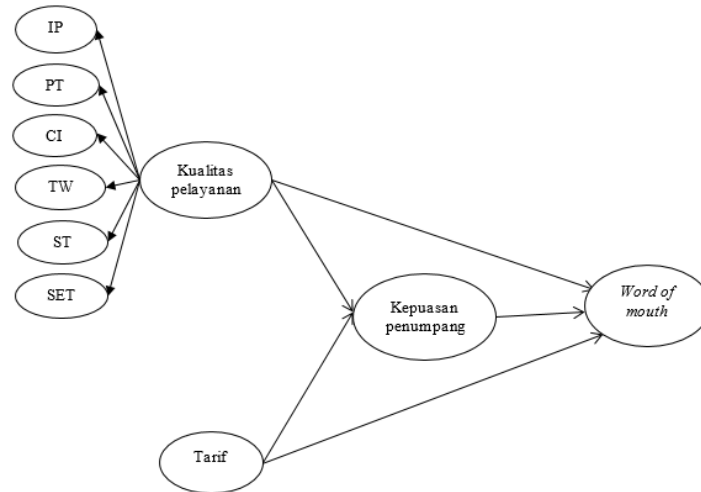 IP
PT
CI
TW
ST
SET
Kualitas
pelayanan
Kepuasan
penumpang
Word of
mouth
Tarif